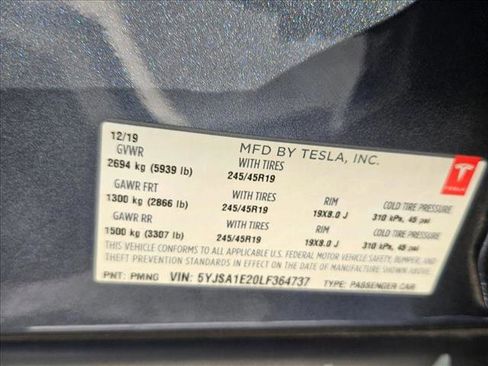 12/19 MFD BY TESLA, INC.
GVWR WITH TIRES
2694 kg (5939 lb) 245/45R19
GAWR FRT WITH TIRES RIM COLD TIRE PRESSURE
1300 kg (2866 lb) 245/45R19 19X8.0 J 310 kPa, 45 psi
GAWR RR WITH TIRES RIM COLD TIRE PRESSURE
1500 kg (3307 lb) 245/45R19 19X8.0 J 310 kPa, 45 psi
THIS VEHICLE CONFORMS TO ALL APPLICABLE U.S. FEDERAL MOTOR VEHICLE SAFETY, BUMPER, AND
THEFT PREVENTION STANDARDS IN EFFECT ON THE DATE OF MANUFACTURE SHOWN ABOVE.
PNT: PMNG VIN: 5YJSA1E20LF364737 TYPE: PASSENGER CAR
TESLA